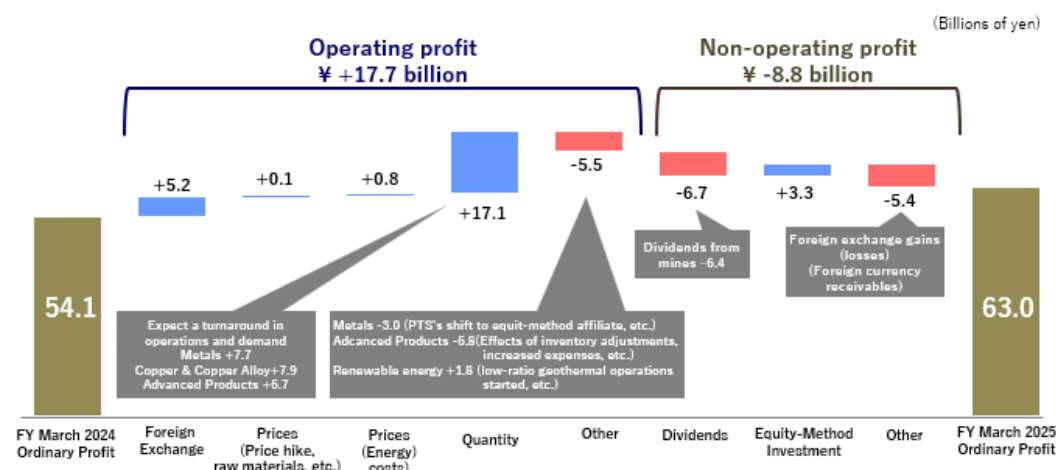 (Billions of yen)
Operating profit
¥ +17.7 billion
Non-operating profit
¥ -8.8 billion
+5.2
+0.1
+0.8
+17.1
-5.5
-6.7
+3.3
-5.4
54.1
63.0
Expect a turnaround in
operations and demand
Metals +7.7
Copper & Copper Alloy+7.9
Advanced Products +5.7
Metals -3.0 (PTS's shift to equit-method affiliate, etc.)
Adcanced Products -5.8(Effects of inventory adjustments,
increased expenses, etc.)
Renewable energy +1.8 (low-ratio geothermal operations
started, etc.)
Dividends from
mines -6.4
Foreign exchange gains
(losses)
(Foreign currency
receivables)
FY March 2024
Ordinary Profit
Foreign
Exchange
Prices
(Price hike,
raw materials, etc.)
Prices
(Energy)
costs)
Quantity
Other
Dividends
Equity-Method
Investment
Other
FY March 2025
Ordinary Profit